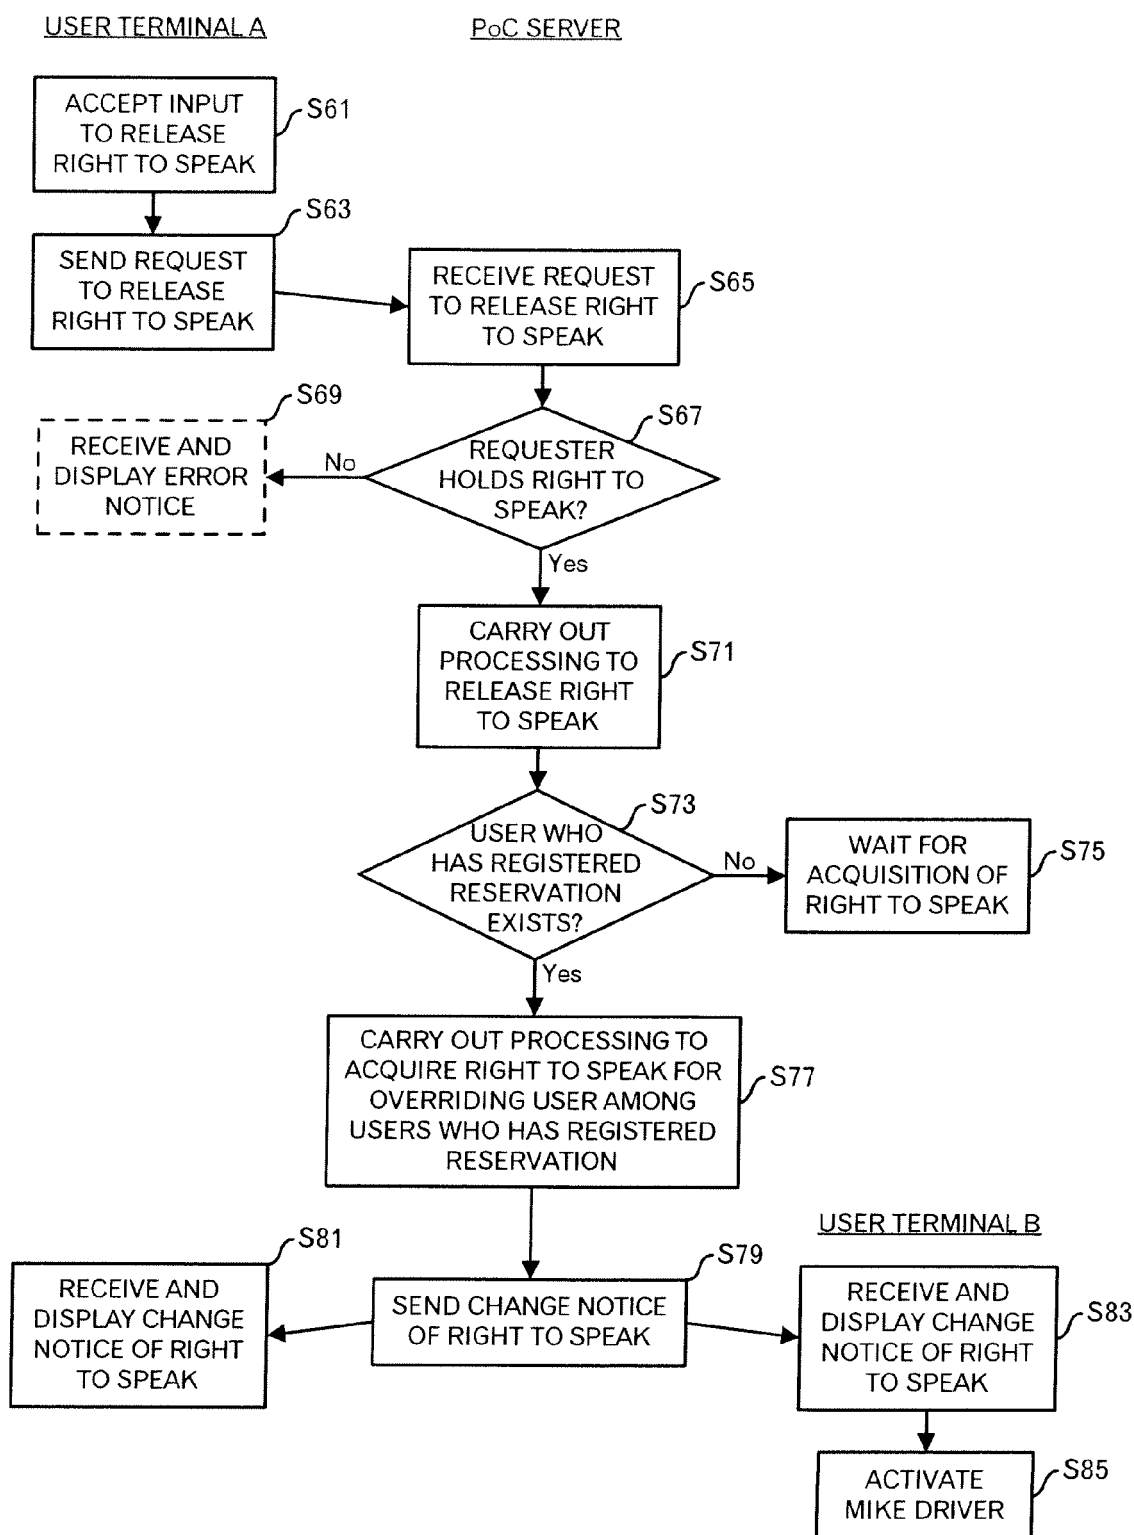 USER TERMINAL A
PoC SERVER
ACCEPT INPUT
TO RELEASE
RIGHT TO SPEAK
S61
SEND REQUEST
TO RELEASE
RIGHT TO SPEAK
S63
RECEIVE REQUEST
TO RELEASE RIGHT
TO SPEAK
S65
REQUESTER
HOLDS RIGHT TO
SPEAK?
S67
No
RECEIVE AND
DISPLAY ERROR
NOTICE
S69
Yes
CARRY OUT
PROCESSING TO
RELEASE RIGHT
TO SPEAK
S71
USER WHO
HAS REGISTERED
RESERVATION
EXISTS?
S73
No
WAIT FOR
ACQUISITION OF
RIGHT TO SPEAK
S75
Yes
CARRY OUT PROCESSING TO
ACQUIRE RIGHT TO SPEAK FOR
OVERRIDING USER AMONG
USERS WHO HAS REGISTERED
RESERVATION
S77
SEND CHANGE NOTICE
OF RIGHT TO SPEAK
S79
RECEIVE AND
DISPLAY CHANGE
NOTICE OF RIGHT
TO SPEAK
S81
USER TERMINAL B
RECEIVE AND
DISPLAY CHANGE
NOTICE OF RIGHT
TO SPEAK
S83
ACTIVATE
MIKE DRIVER
S85